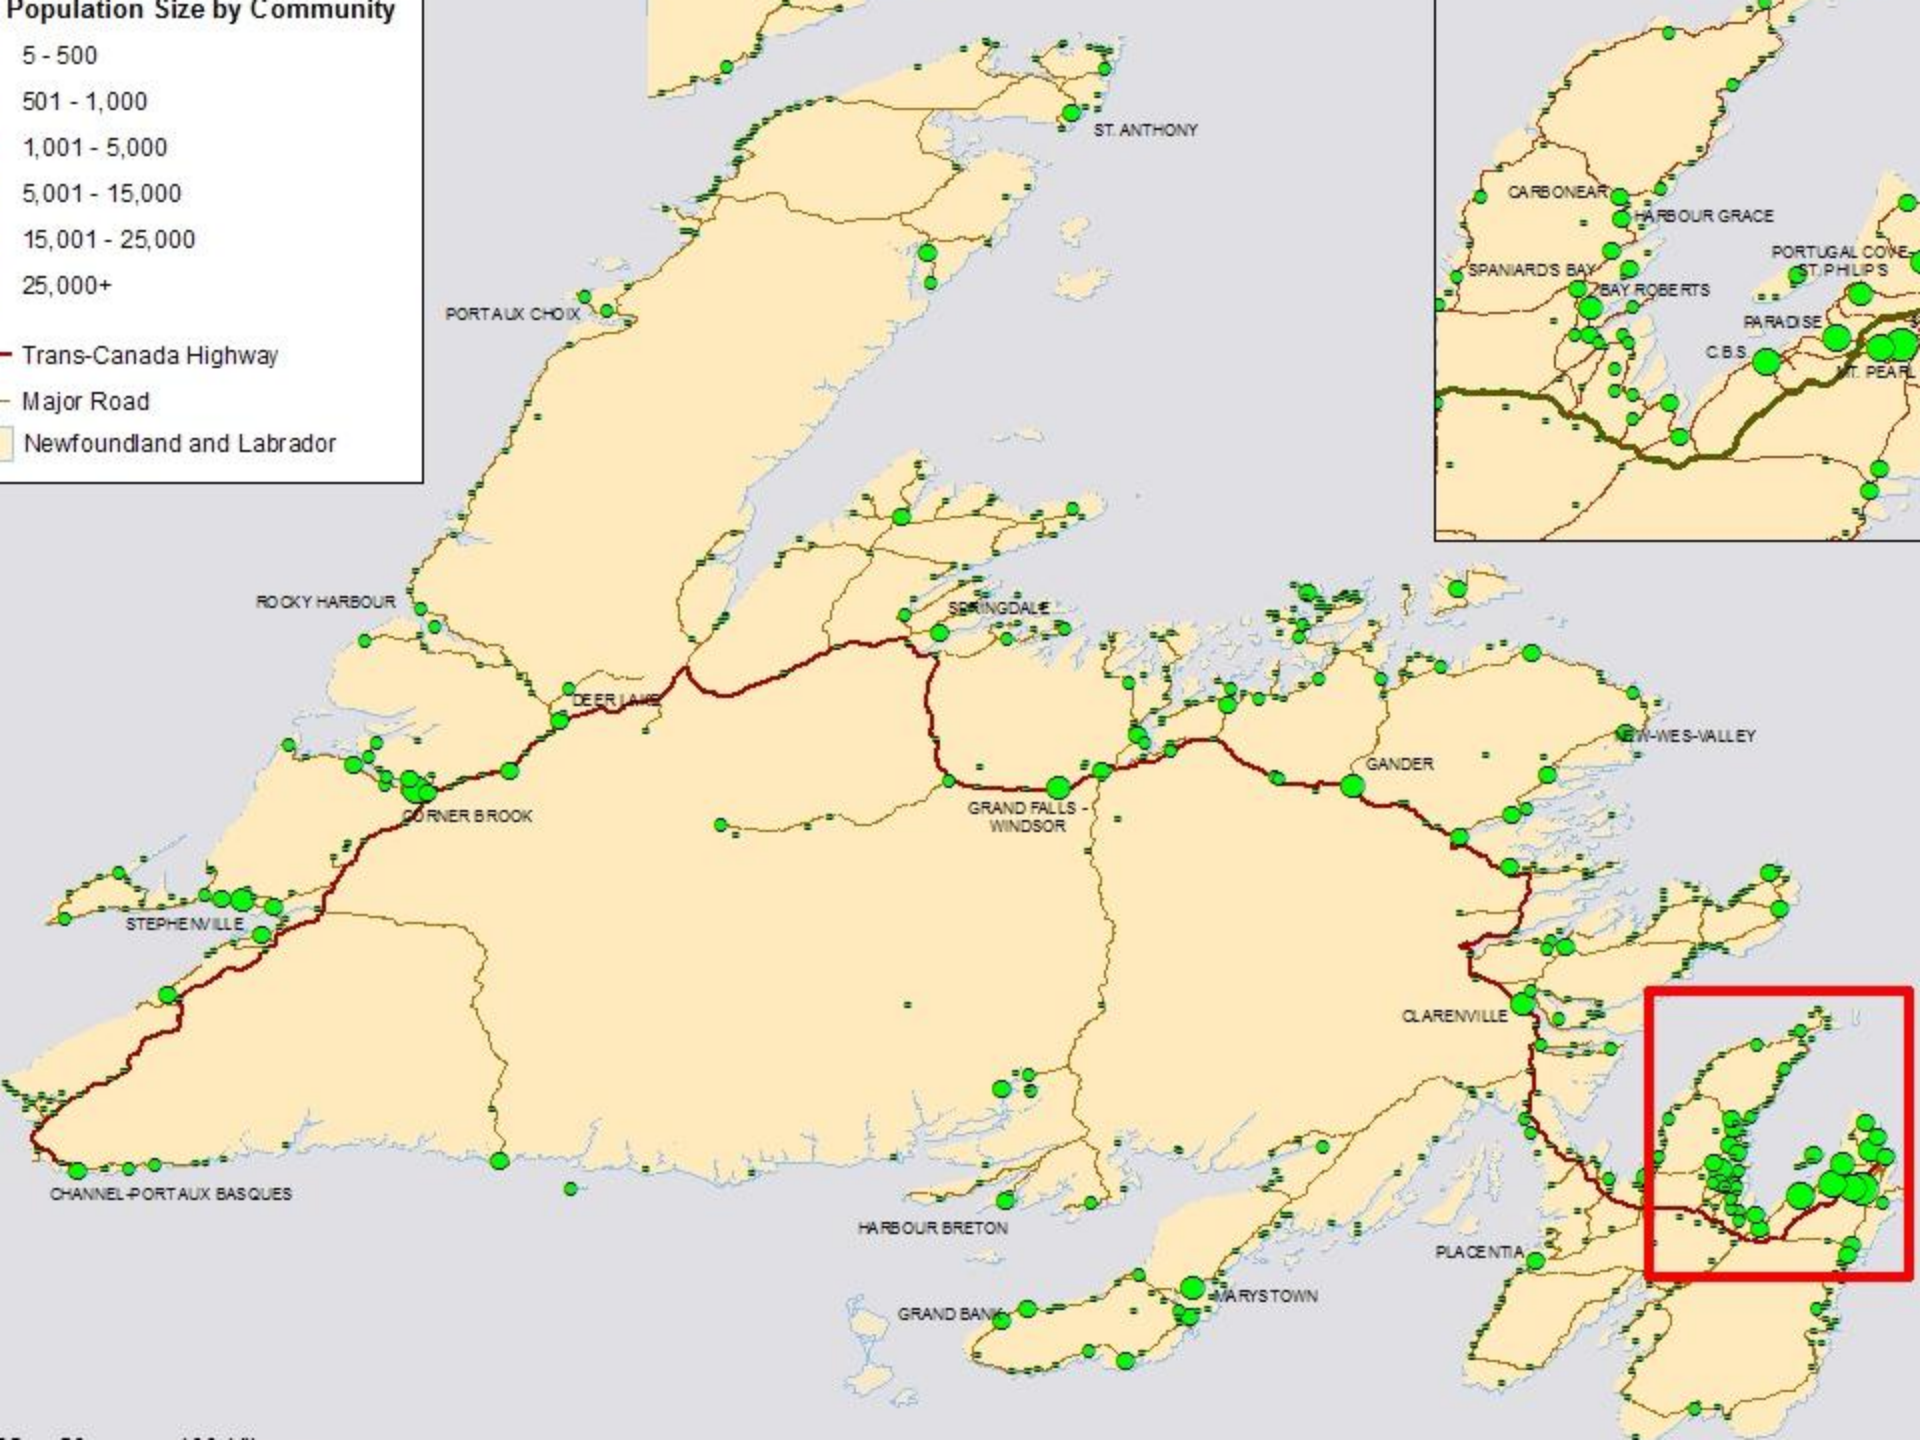 Population Size by Community
5 - 500
501 - 1,000
1,001 - 5,000
5,001 - 15,000
15,001 - 25,000
25,000+
Trans-Canada Highway
Major Road
Newfoundland and Labrador
ST. ANTHONY
PORT AUX CHOIX
ROCKY HARBOUR
SPRINGDALE
DEER LAKE
CORNER BROOK
STEPHENVILLE
CHANNEL-PORT AUX BASQUES
GRAND FALLS -
WINDSOR
GANDER
NEW-WES-VALLEY
CLARENVILLE
HARBOUR BRETON
GRAND BANK
MARYSTOWN
PLACENTIA
CARBONEAR
HARBOUR GRACE
SPANIARD'S BAY
BAY ROBERTS
PORTUGAL COVE-
ST. PHILIP'S
PARADISE
C.B.S.
MT. PEARL